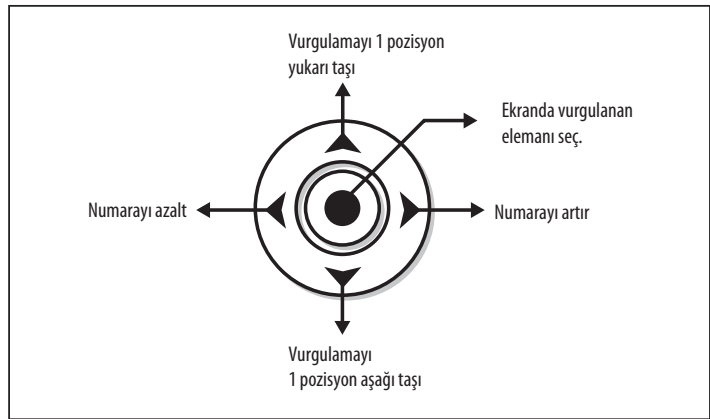 Vurgulamayı 1 pozisyon
yukarı taşı
Ekranda vurgulanan
elemanı seç.
Numarayı azalt
Numarayı artır
Vurgulamayı
1 pozisyon aşağı taşı